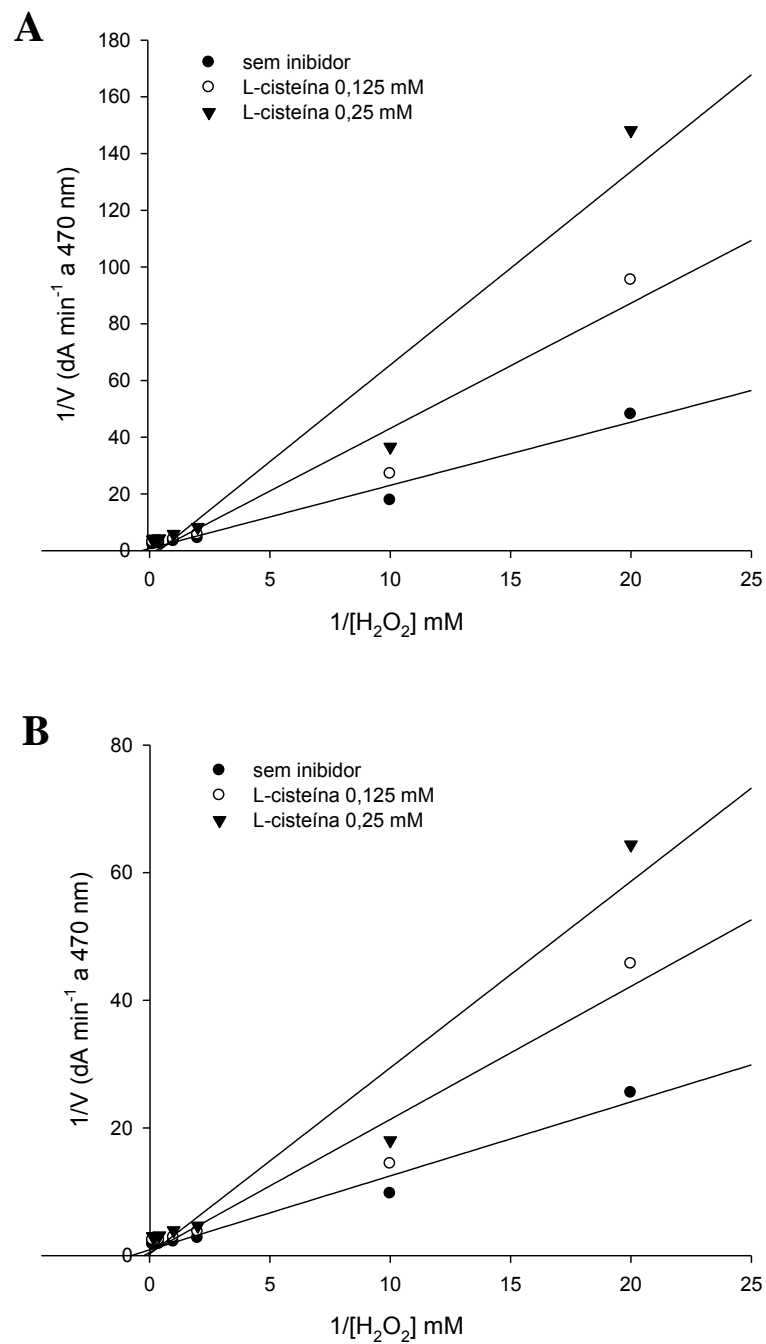 A
180
160
140
120
100
80
60
40
20
0
1/V (dA min⁻¹ a 470 nm)
sem inibidor
L-cisteína 0,125 mM
L-cisteína 0,25 mM
0 5 10 15 20 25
1/[H₂O₂] mM
B
80
60
40
20
0
1/V (dA min⁻¹ a 470 nm)
sem inibidor
L-cisteína 0,125 mM
L-cisteína 0,25 mM
0 5 10 15 20 25
1/[H₂O₂] mM